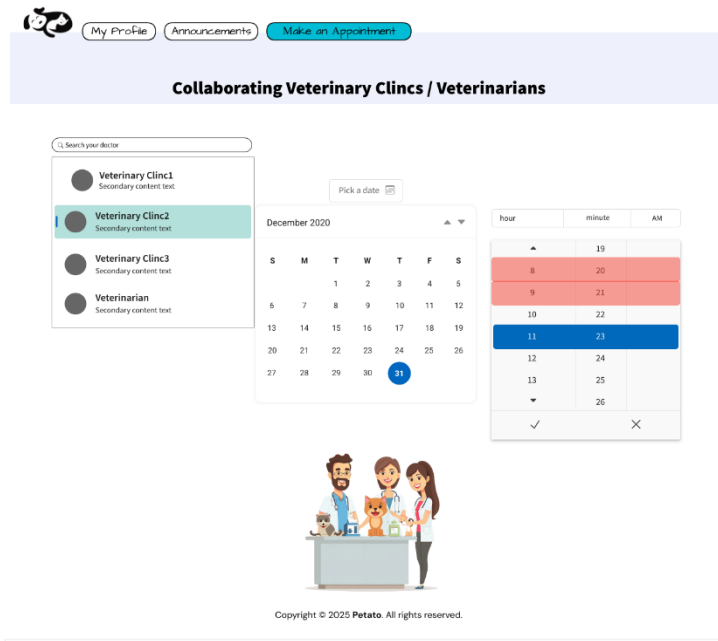 My Profile Announcements Make an Appointment
Collaborating Veterinary Clincs / Veterinarians
Search your doctor
Veterinary Clinc1
Secondary content text
Veterinary Clinc2
Secondary content text
Veterinary Clinc3
Secondary content text
Veterinarian
Secondary content text
Pick a date
December 2020
S M T W T F S
1 2 3 4 5
6 7 8 9 10 11 12
13 14 15 16 17 18 19
20 21 22 23 24 25 26
27 28 29 30 31
hour minute AM
19
8 20
9 21
10 22
11 23
12 24
13 25
26
Copyright © 2025 Petato. All rights reserved.